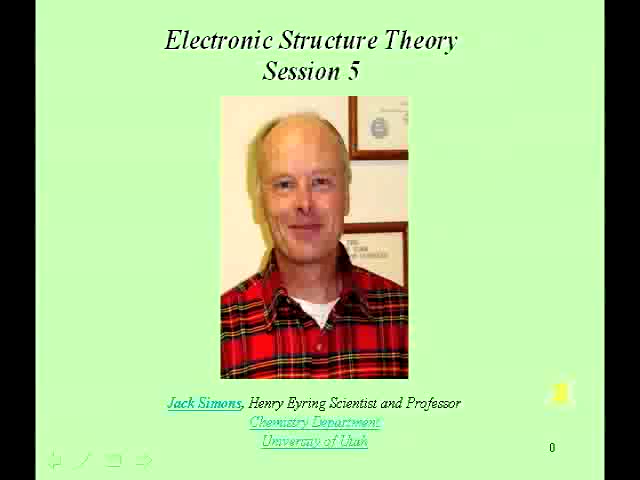 Electronic Structure Theory
Session 5
Jack Simons, Henry Eyring Scientist and Professor
Chemistry Department
University of Utah
0